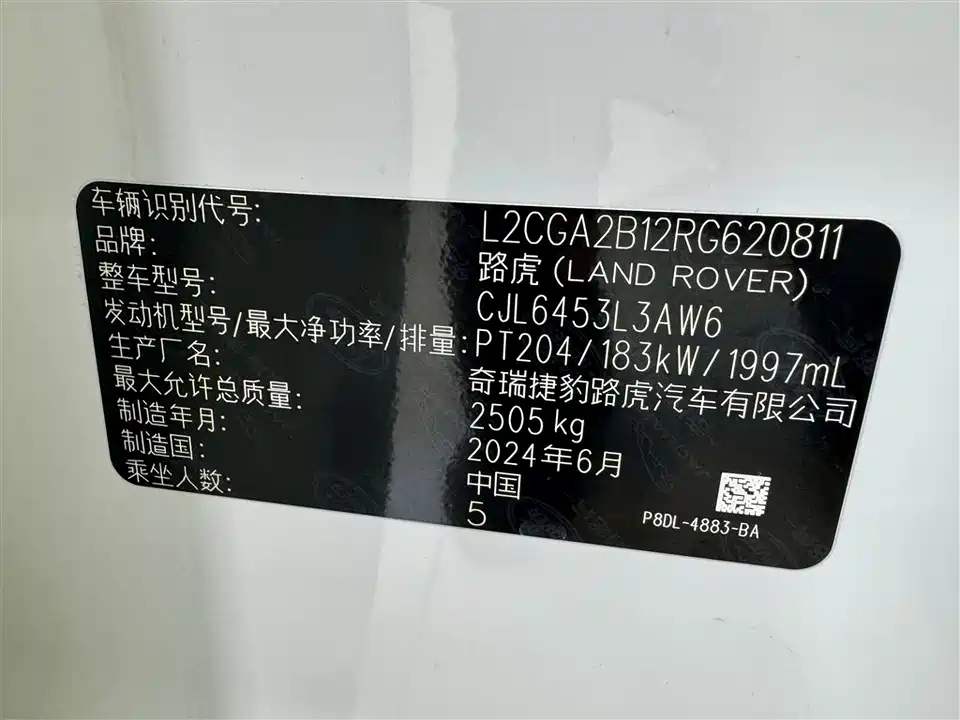 车辆识别代号: L2CGA2B12RG620811
品牌: 路虎 (LAND ROVER)
整车型号: CJL6453L3AW6
发动机型号/最大净功率/排量: PT204/183kW/1997mL
生产厂名: 奇瑞捷豹路虎汽车有限公司
最大允许总质量: 2505 kg
制造年月: 2024年6月
制造国: 中国
乘坐人数: 5
P8DL-4883-BA